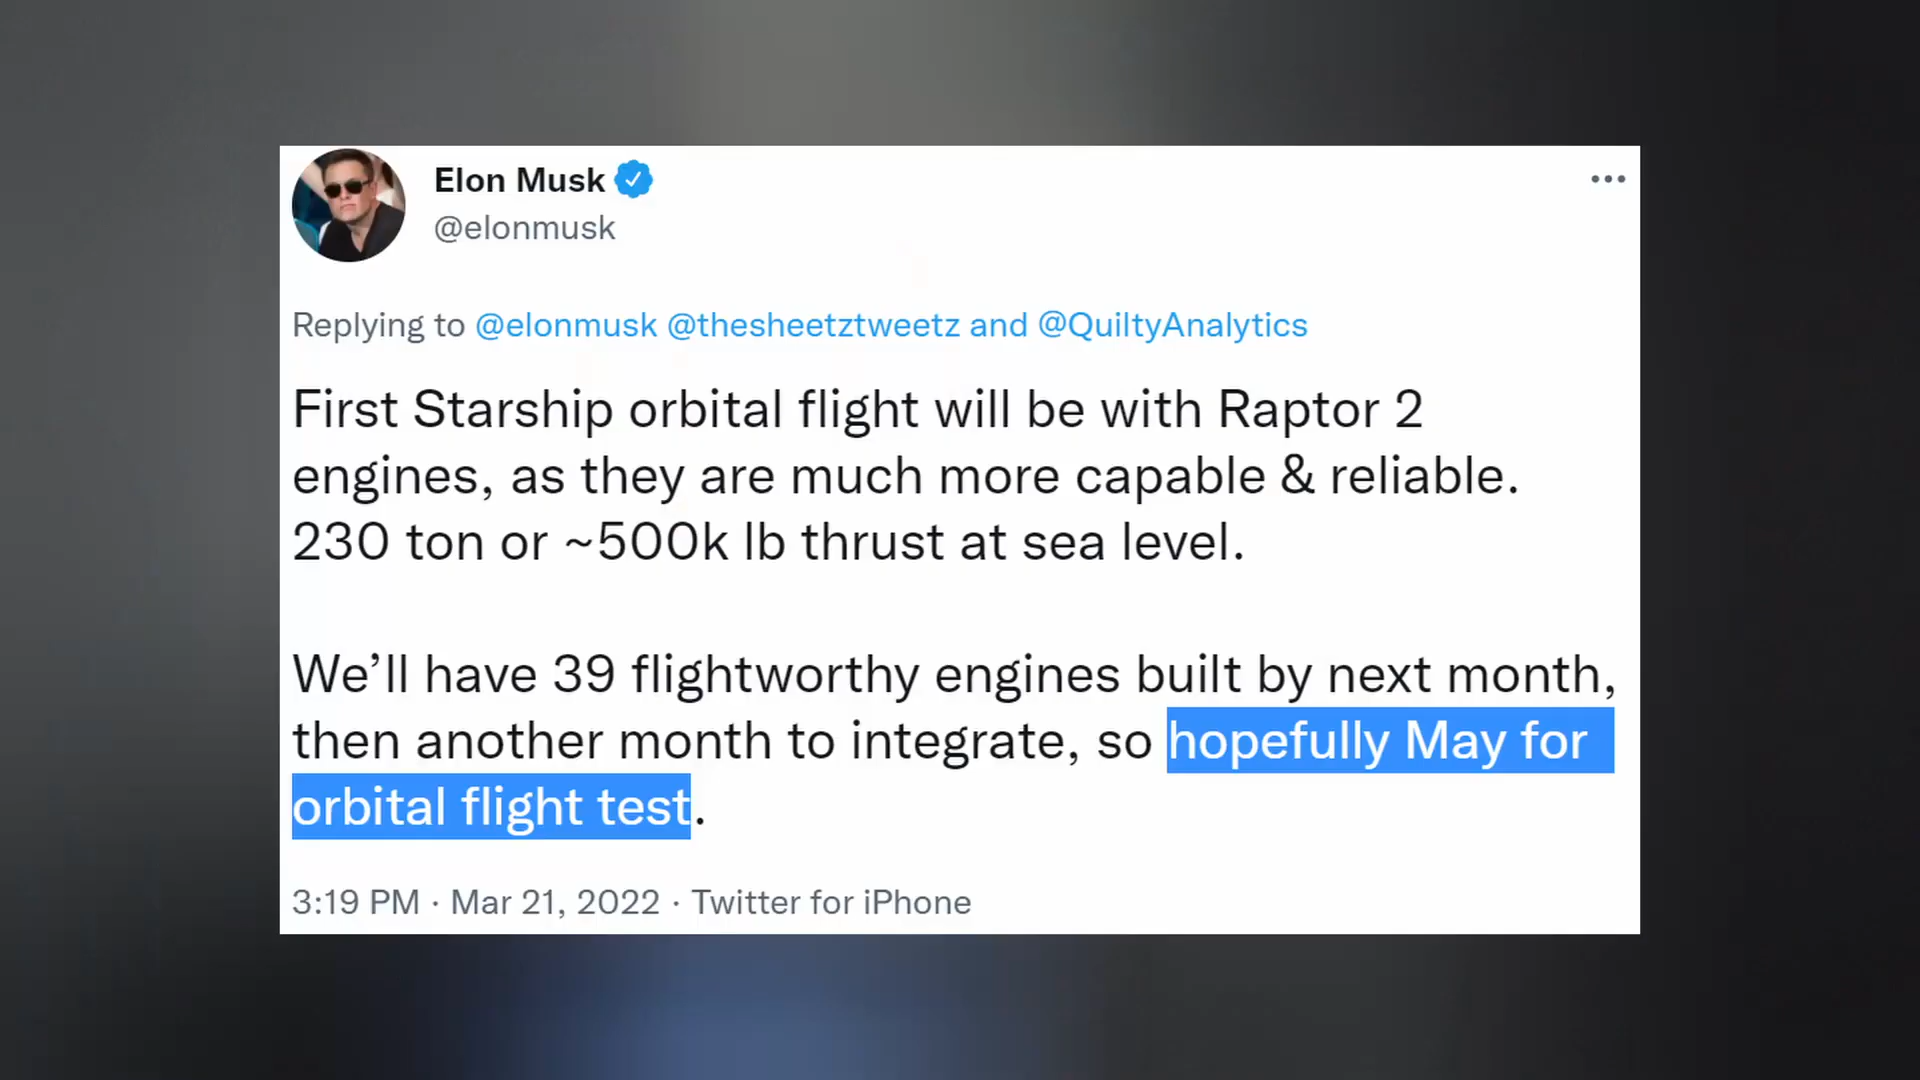 Elon Musk
@elonmusk
Replying to @elonmusk @thesheetztweetz and @QuiltyAnalytics
First Starship orbital flight will be with Raptor 2
engines, as they are much more capable & reliable.
230 ton or ~500k lb thrust at sea level.
We’ll have 39 flightworthy engines built by next month,
then another month to integrate, so hopefully May for
orbital flight test.
3:19 PM · Mar 21, 2022 · Twitter for iPhone